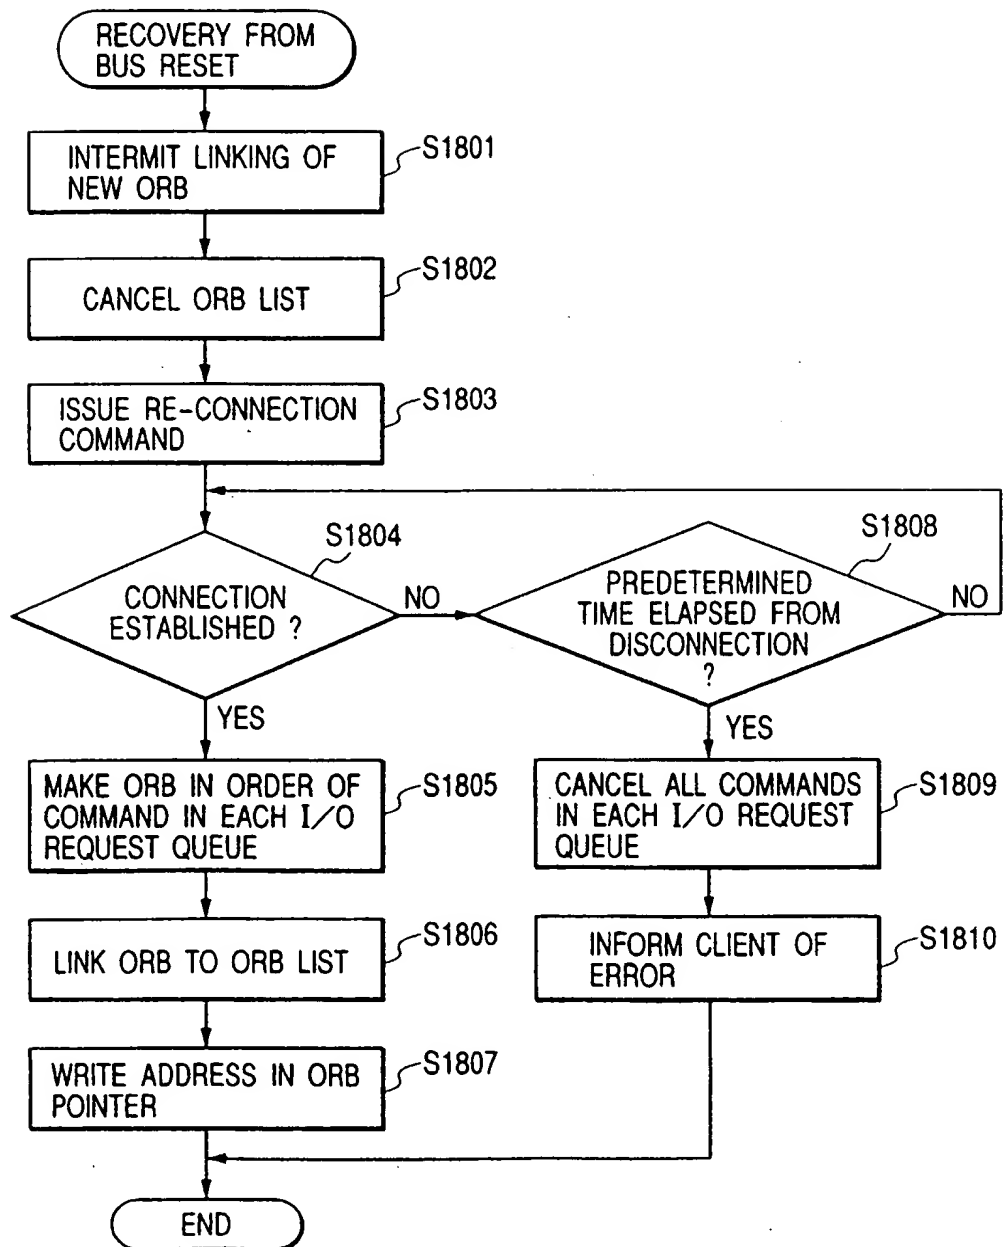 RECOVERY FROM
BUS RESET
INTERMIT LINKING OF
NEW ORB
S1801
CANCEL ORB LIST
S1802
ISSUE RE-CONNECTION
COMMAND
S1803
CONNECTION
ESTABLISHED ?
S1804
NO
YES
PREDETERMINED
TIME ELAPSED FROM
DISCONNECTION
?
S1808
NO
YES
MAKE ORB IN ORDER OF
COMMAND IN EACH I/O
REQUEST QUEUE
S1805
CANCEL ALL COMMANDS
IN EACH I/O REQUEST
QUEUE
S1809
LINK ORB TO ORB LIST
S1806
INFORM CLIENT OF
ERROR
S1810
WRITE ADDRESS IN ORB
POINTER
S1807
END